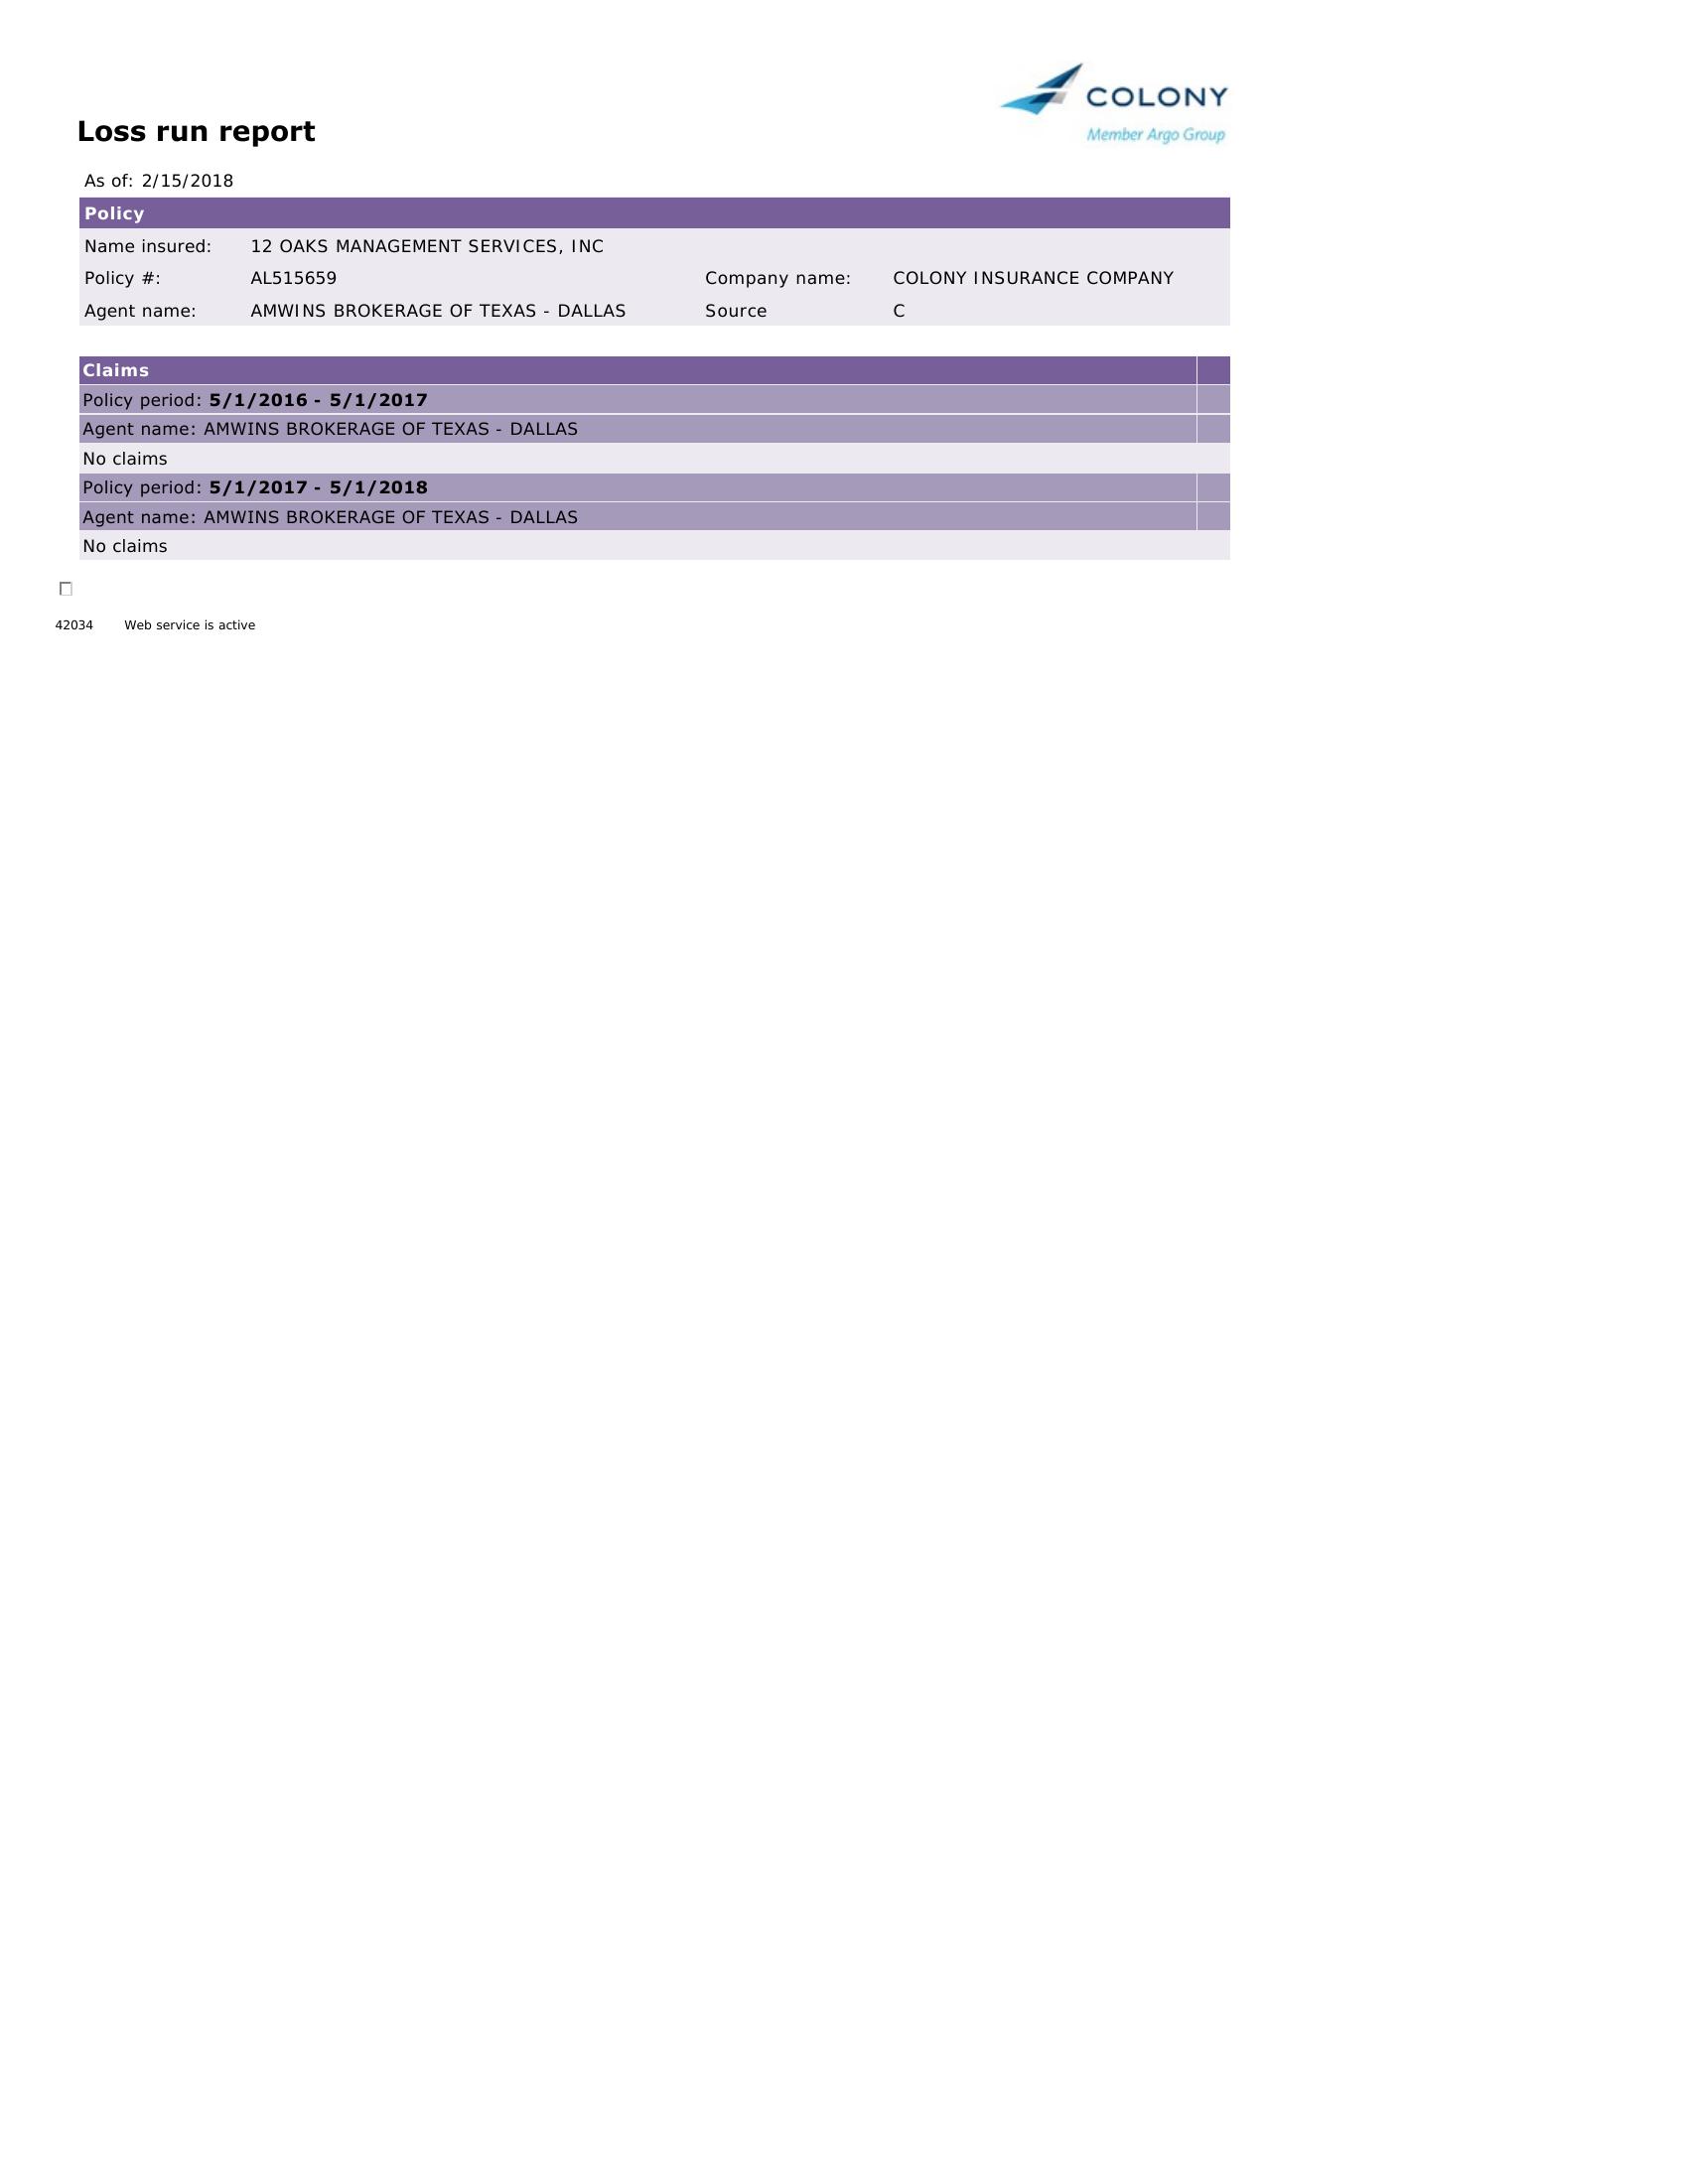 COLONY
Member Argo Group
Loss run report
As of: 2/15/2018
Policy
Name insured: 12 OAKS MANAGEMENT SERVICES, INC
Policy #: AL515659 Company name: COLONY INSURANCE COMPANY
Agent name: AMWINS BROKERAGE OF TEXAS - DALLAS Source C
Claims
Policy period: 5/1/2016 - 5/1/2017
Agent name: AMWINS BROKERAGE OF TEXAS - DALLAS
No claims
Policy period: 5/1/2017 - 5/1/2018
Agent name: AMWINS BROKERAGE OF TEXAS - DALLAS
No claims
42034 Web service is active